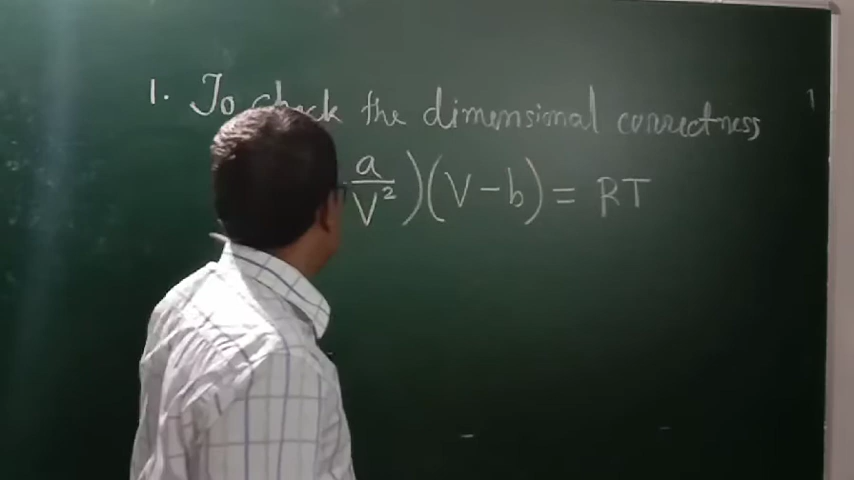 1. To check the dimensional correctness
a/V²)(V-b) = RT